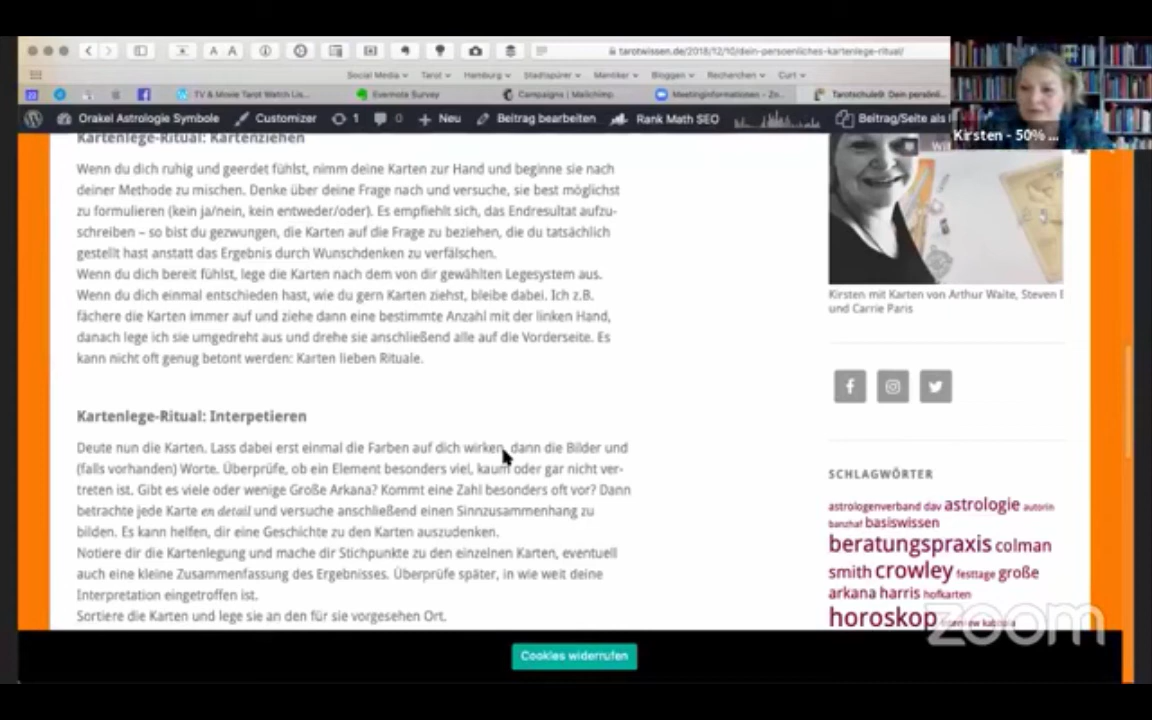 tarotwissen.de/2018/12/10/dein-persoenliches-kartenlege-ritual/
Social Media Tarot Hamburg Stadtspürer Mantiker Bloggen Recherchen Curt
TV & Movie Tarot Watch Lis... Evernote Survey Campaigns | Mailchimp Meetinginformationen - Zo... Tarotschule® Dein persönl...
Orakel Astrologie Symbole Customizer 1 0 Neu Beitrag bearbeiten Rank Math SEO Beitrag/Seite als
Kirsten - 50% ...
Kartenlege-Ritual: Kartenziehen
Wenn du dich ruhig und geerdet fühlst, nimm deine Karten zur Hand und beginne sie nach
deiner Methode zu mischen. Denke über deine Frage nach und versuche, sie best möglichst
zu formulieren (kein ja/nein, kein entweder/oder). Es empfiehlt sich, das Endresultat aufzu-
schreiben – so bist du gezwungen, die Karten auf die Frage zu beziehen, die du tatsächlich
gestellt hast anstatt das Ergebnis durch Wunschdenken zu verfälschen.
Wenn du dich bereit fühlst, lege die Karten nach dem von dir gewählten Legesystem aus.
Wenn du dich einmal entschieden hast, wie du gern Karten ziehst, bleibe dabei. Ich z.B.
fächere die Karten immer auf und ziehe dann eine bestimmte Anzahl mit der linken Hand,
danach lege ich sie umgedreht aus und drehe sie anschließend alle auf die Vorderseite. Es
kann nicht oft genug betont werden: Karten lieben Rituale.
Kartenlege-Ritual: Interpetieren
Deute nun die Karten. Lass dabei erst einmal die Farben auf dich wirken, dann die Bilder und
(falls vorhanden) Worte. Überprüfe, ob ein Element besonders viel, kaum oder gar nicht ver-
treten ist. Gibt es viele oder wenige Große Arkana? Kommt eine Zahl besonders oft vor? Dann
betrachte jede Karte en detail und versuche anschließend einen Sinnzusammenhang zu
bilden. Es kann helfen, dir eine Geschichte zu den Karten auszudenken.
Notiere dir die Kartenlegung und mache dir Stichpunkte zu den einzelnen Karten, eventuell
auch eine kleine Zusammenfassung des Ergebnisses. Überprüfe später, in wie weit deine
Interpretation eingetroffen ist.
Sortiere die Karten und lege sie an den für sie vorgesehen Ort.
Kirsten mit Karten von Arthur Waite, Steven
und Carrie Paris
SCHLAGWÖRTER
astrologenverband dav astrologie autorin
banzhaf basiswissen
beratungspraxis colman
smith crowley festtage große
arkana harris hofkarten
horoskop interview kabbala
zoom
Cookies widerrufen